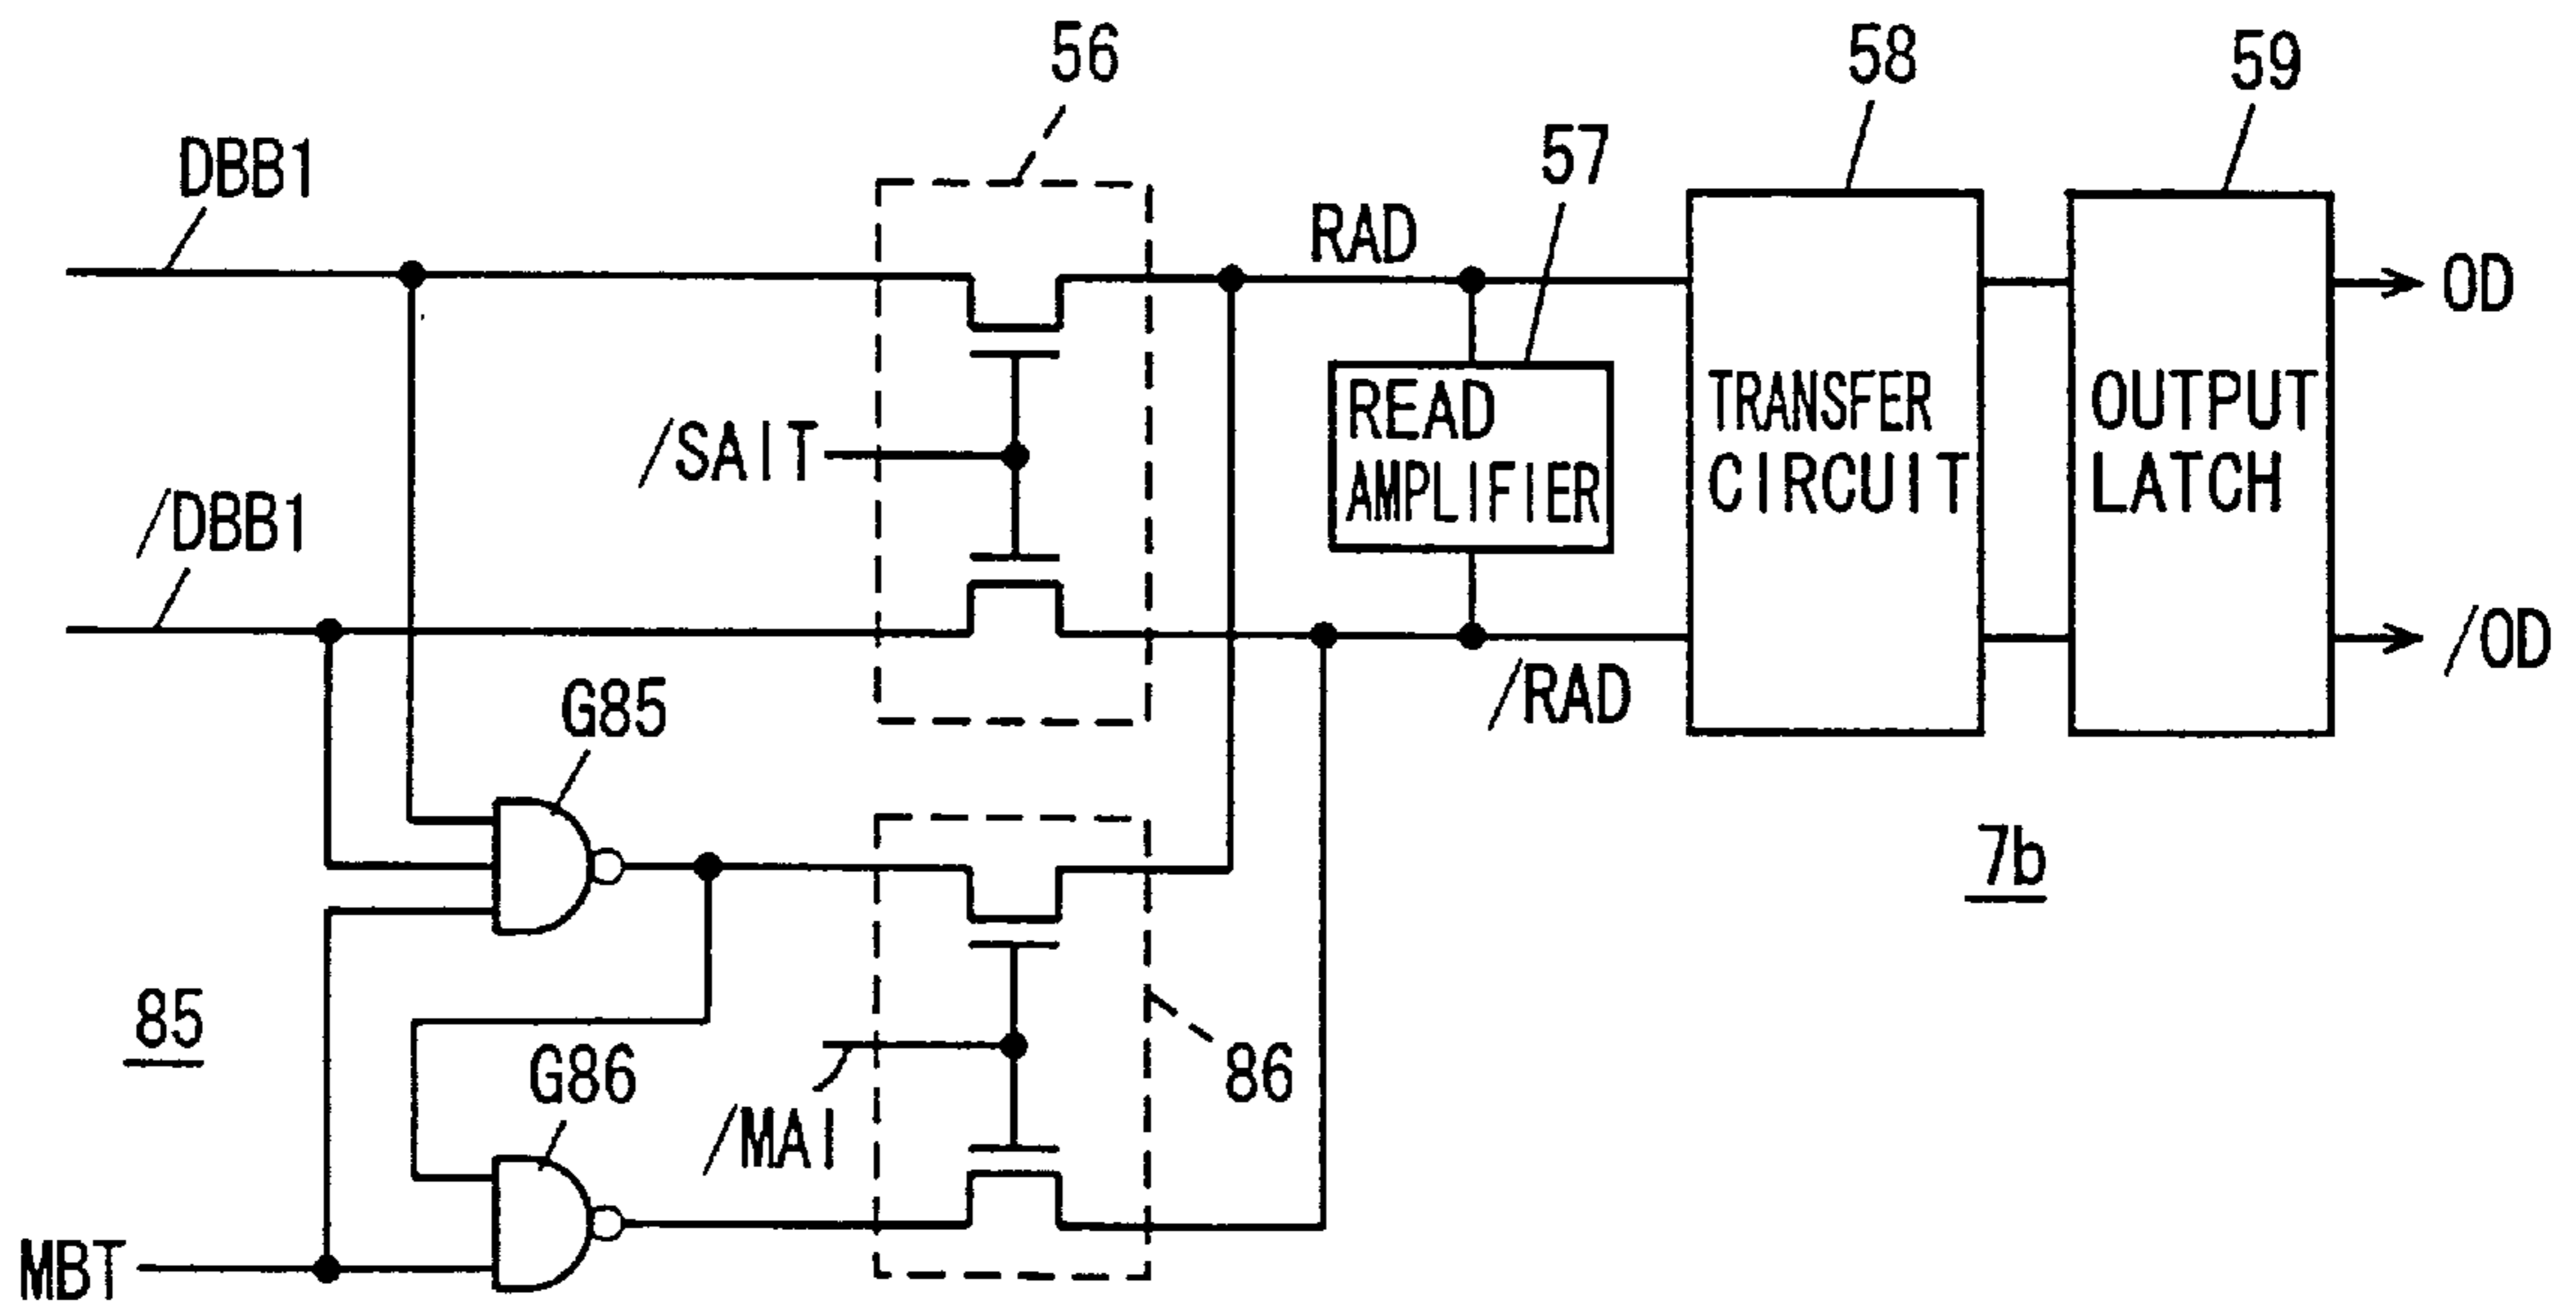 56
58
59
DBB1
57
RAD
OD
READ
AMPLIFIER
TRANSFER
CIRCUIT
OUTPUT
LATCH
/SAIT
/DBB1
/RAD
/OD
G85
7b
85
G86
86
/MAI
MBT